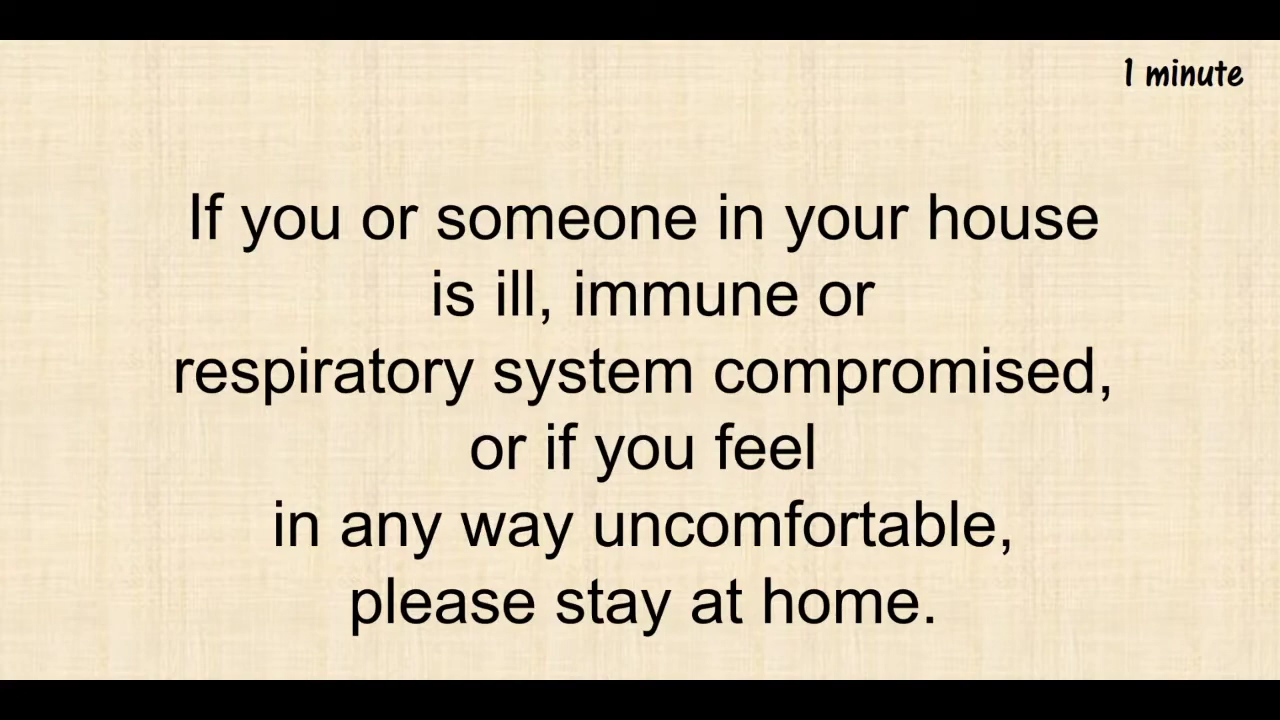 1 minute
If you or someone in your house
is ill, immune or
respiratory system compromised,
or if you feel
in any way uncomfortable,
please stay at home.